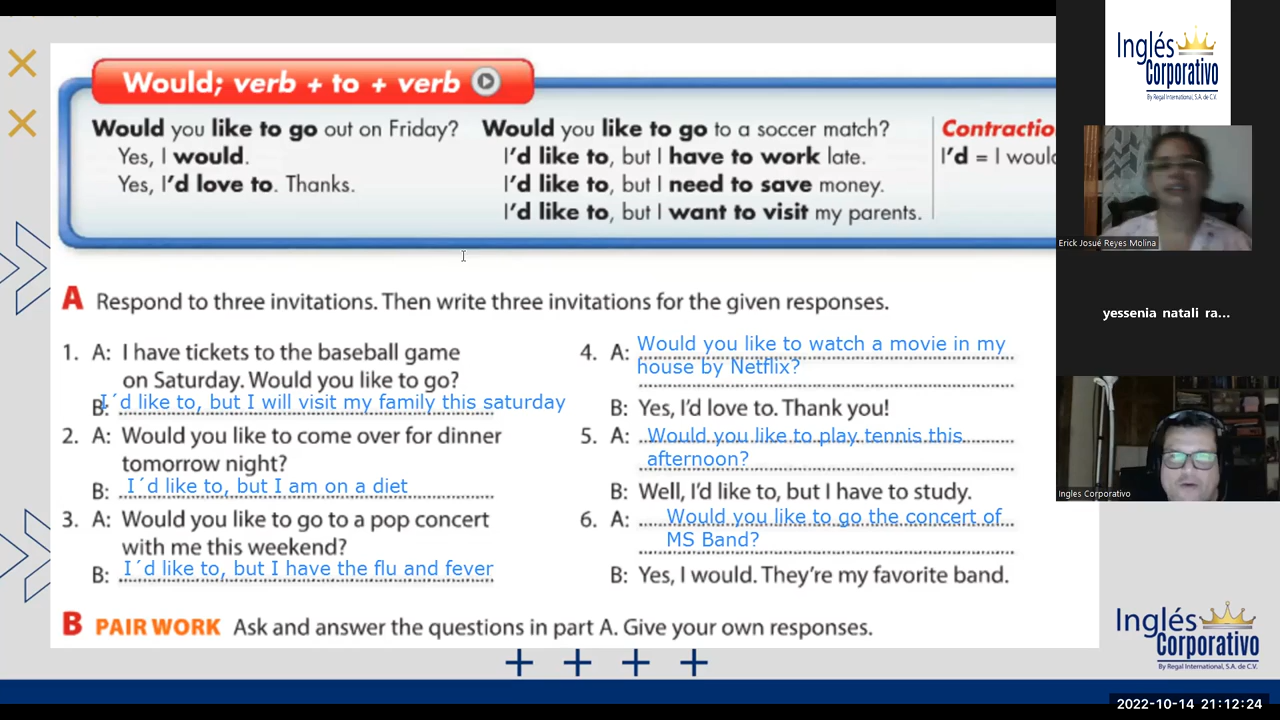 Would; verb + to + verb
Would you like to go out on Friday?
Yes, I would.
Yes, I'd love to. Thanks.
Would you like to go to a soccer match?
I'd like to, but I have to work late.
I'd like to, but I need to save money.
I'd like to, but I want to visit my parents.
Contractio
I'd = I would
A Respond to three invitations. Then write three invitations for the given responses.
1. A: I have tickets to the baseball game
on Saturday. Would you like to go?
B: I´d like to, but I will visit my family this saturday
2. A: Would you like to come over for dinner
tomorrow night?
B: I´d like to, but I am on a diet
3. A: Would you like to go to a pop concert
with me this weekend?
B: I´d like to, but I have the flu and fever
4. A: Would you like to watch a movie in my
house by Netflix?
B: Yes, I'd love to. Thank you!
5. A: Would you like to play tennis this
afternoon?
B: Well, I'd like to, but I have to study.
6. A: Would you like to go the concert of
MS Band?
B: Yes, I would. They're my favorite band.
B PAIR WORK Ask and answer the questions in part A. Give your own responses.
Inglés
Corporativo
By Regal International, S.A. de C.V.
Erick Josué Reyes Molina
yessenia natali ra...
Ingles Corporativo
Inglés
Corporativo
By Regal International, S.A. de C.V.
2022-10-14 21:12:24